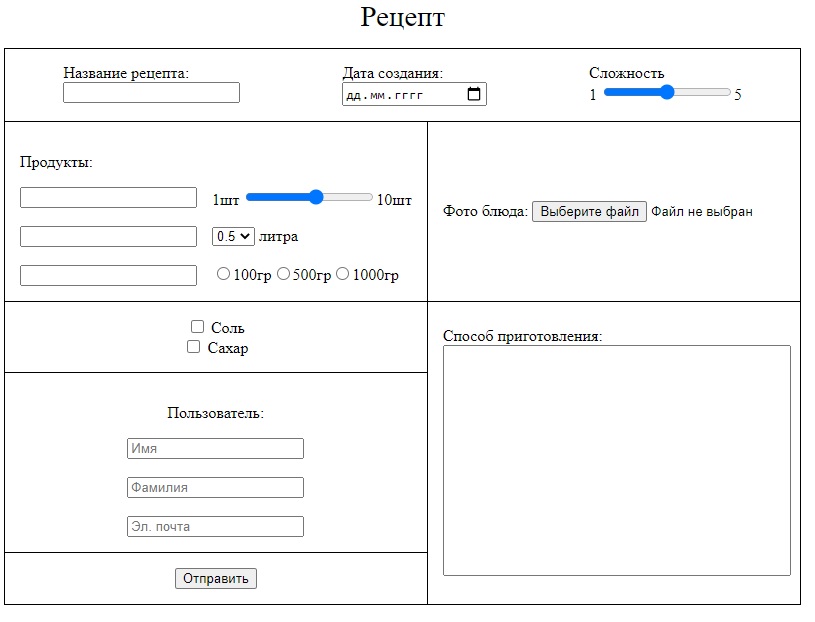 Рецепт
Название рецепта:
дд.мм.гггг
Дата создания:
Сложность
1 5
Продукты:
1шт 10шт
0.5 литра
100гр 500гр 1000гр
Фото блюда: Выберите файл Файл не выбран
Соль
Сахар
Способ приготовления:
Пользователь:
Имя
Фамилия
Эл. почта
Отправить